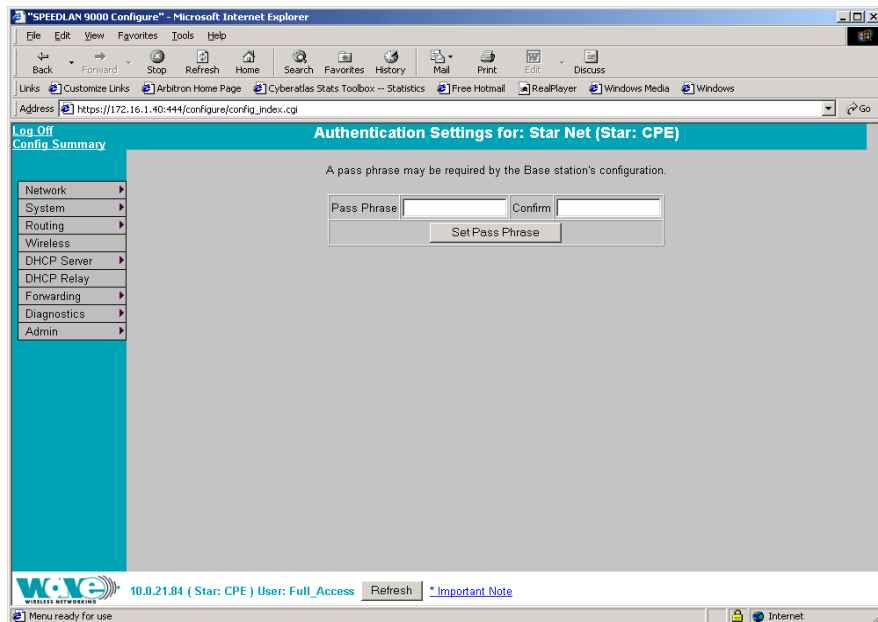 "SPEEDLAN 9000 Configure" - Microsoft Internet Explorer
File Edit View Favorites Tools Help
Back Forward Stop Refresh Home Search Favorites History Mail Print Edit Discuss
Links Customize Links Arbitron Home Page Cyberatlas Stats Toolbox -- Statistics Free Hotmail RealPlayer Windows Media Windows
Address https://172.16.1.40:444/configure/config_index.cgi Go
Log Off
Config Summary
Authentication Settings for: Star Net (Star: CPE)
A pass phrase may be required by the Base station's configuration.
Pass Phrase Confirm
Set Pass Phrase
Network
System
Routing
Wireless
DHCP Server
DHCP Relay
Forwarding
Diagnostics
Admin
WAVE
WIRELESS NETWORKING
10.0.21.84 ( Star: CPE ) User: Full_Access Refresh * Important Note
Menu ready for use Internet